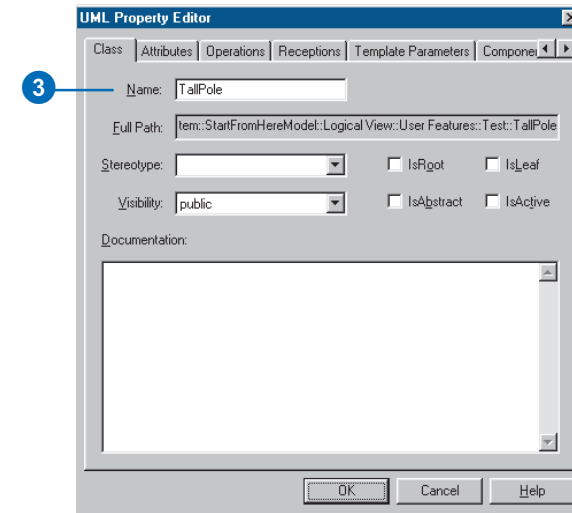 UML Property Editor
Class Attributes Operations Receptions Template Parameters
3 Name: TallPole
Full Path: tem::StartFromHereModel::Logical View::User Features::Test::TallPole
Stereotype: IsRoot IsLeaf
Visibility: public IsAbstract IsActive
Documentation:
OK Cancel Help